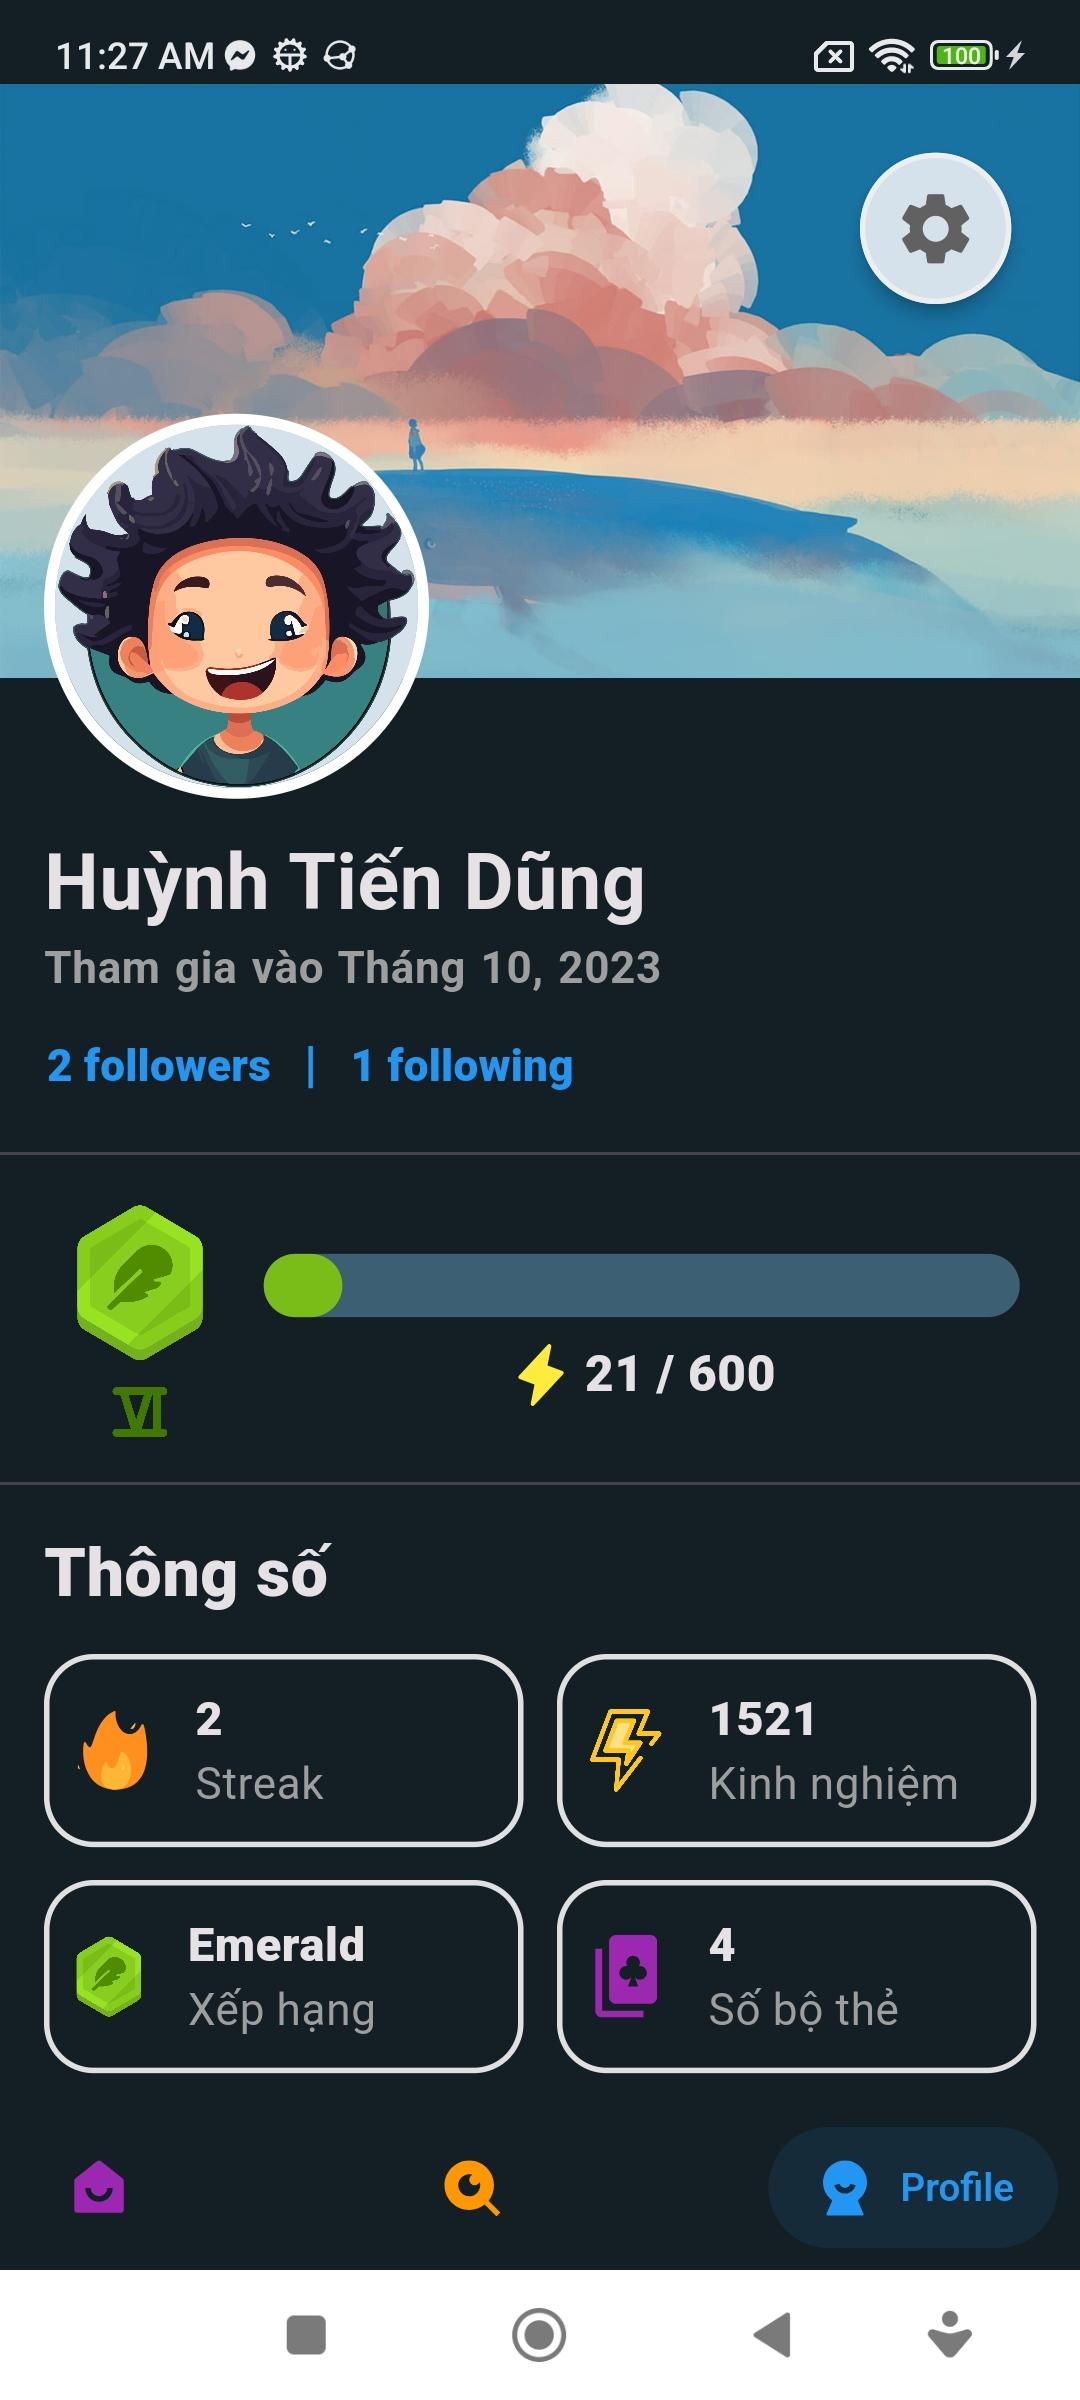 11:27 AM
100
Huỳnh Tiến Dũng
Tham gia vào Tháng 10, 2023
2 followers | 1 following
21 / 600
VI
Thông số
2
Streak
1521
Kinh nghiệm
Emerald
Xếp hạng
4
Số bộ thẻ
Profile